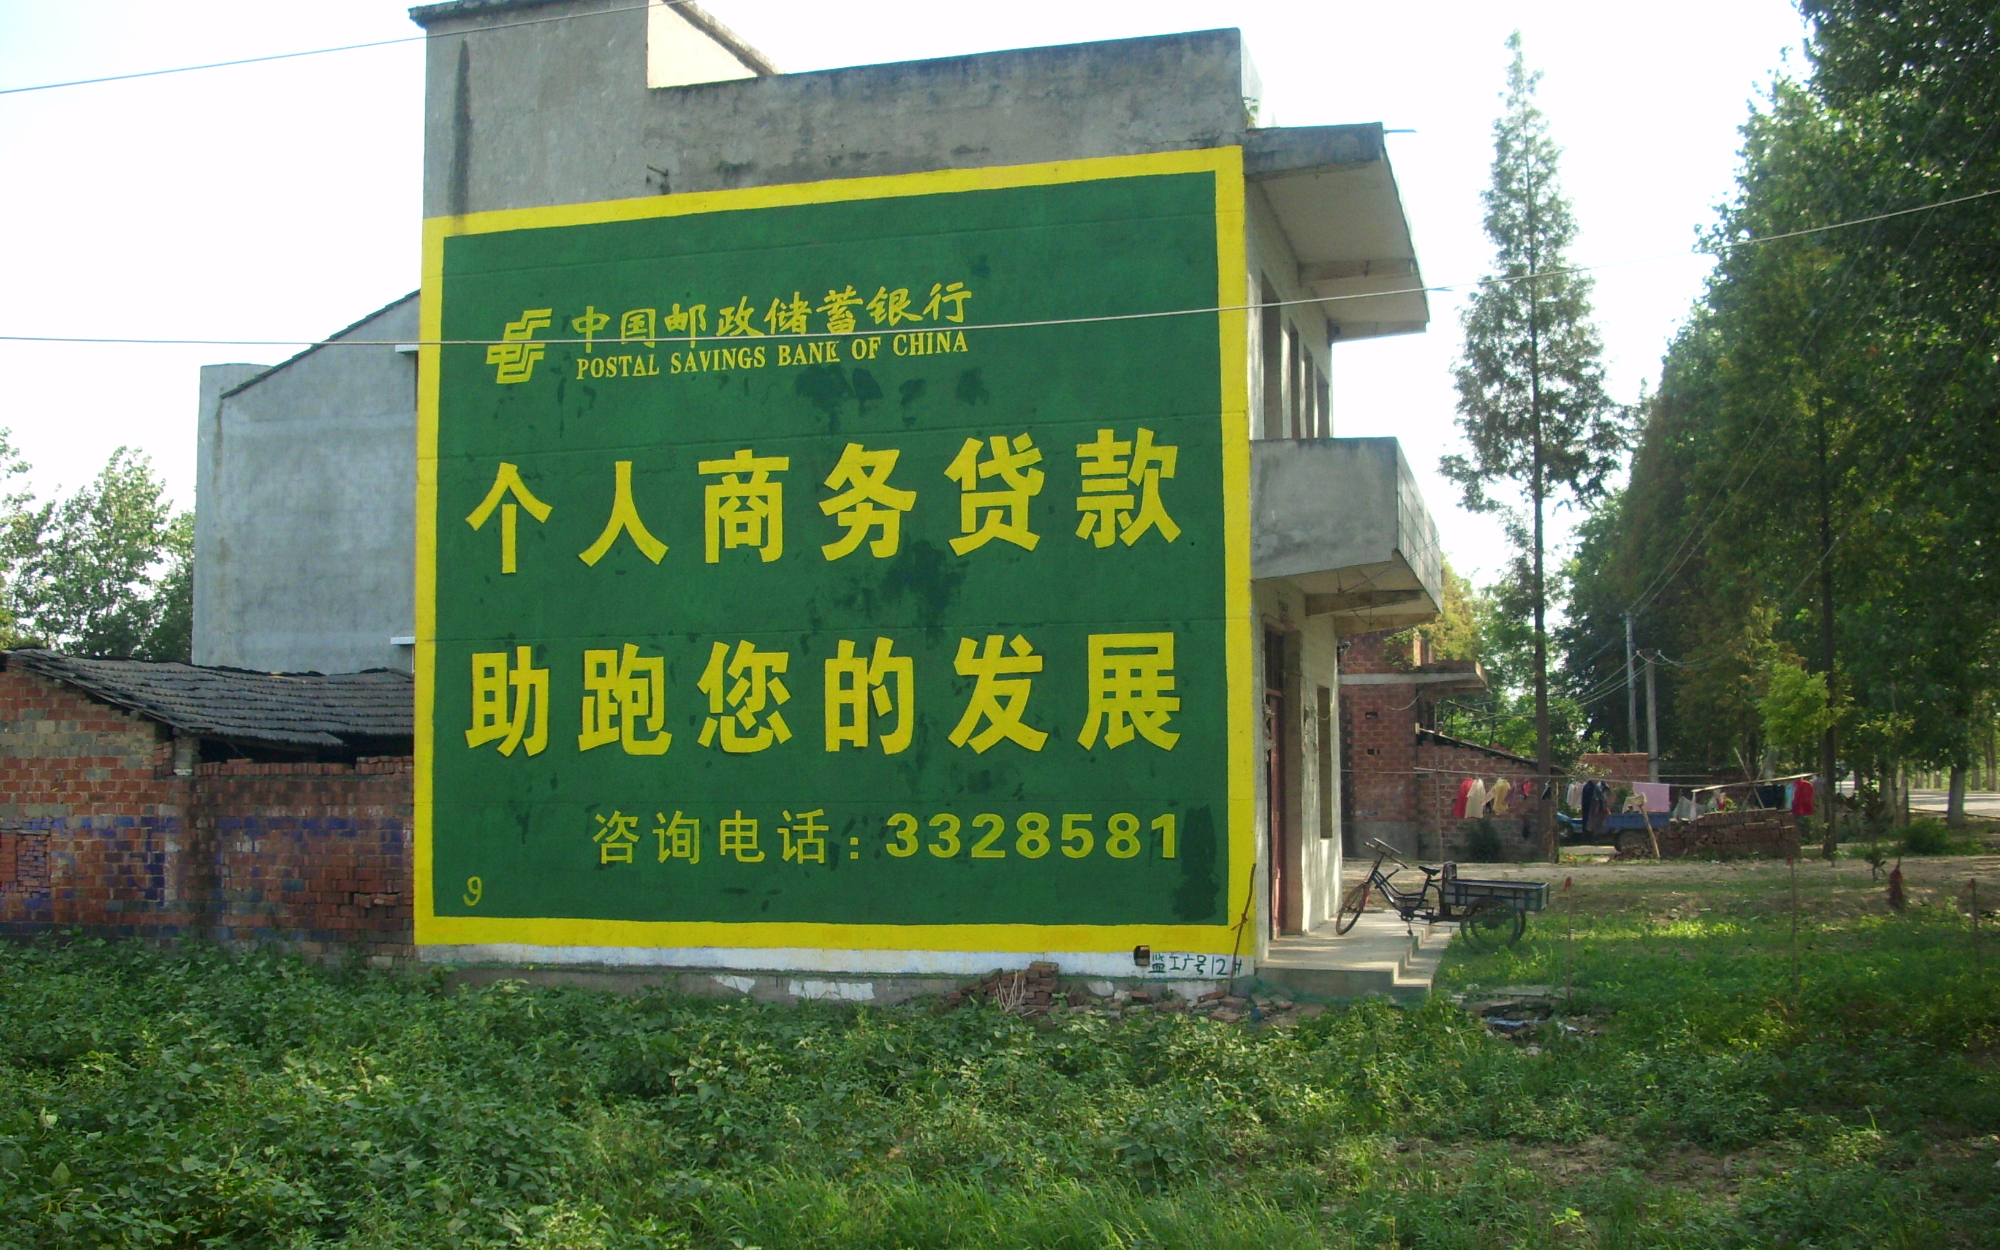 中国邮政储蓄银行
POSTAL SAVINGS BANK OF CHINA
个人商务贷款
助跑您的发展
咨询电话：3328581
9